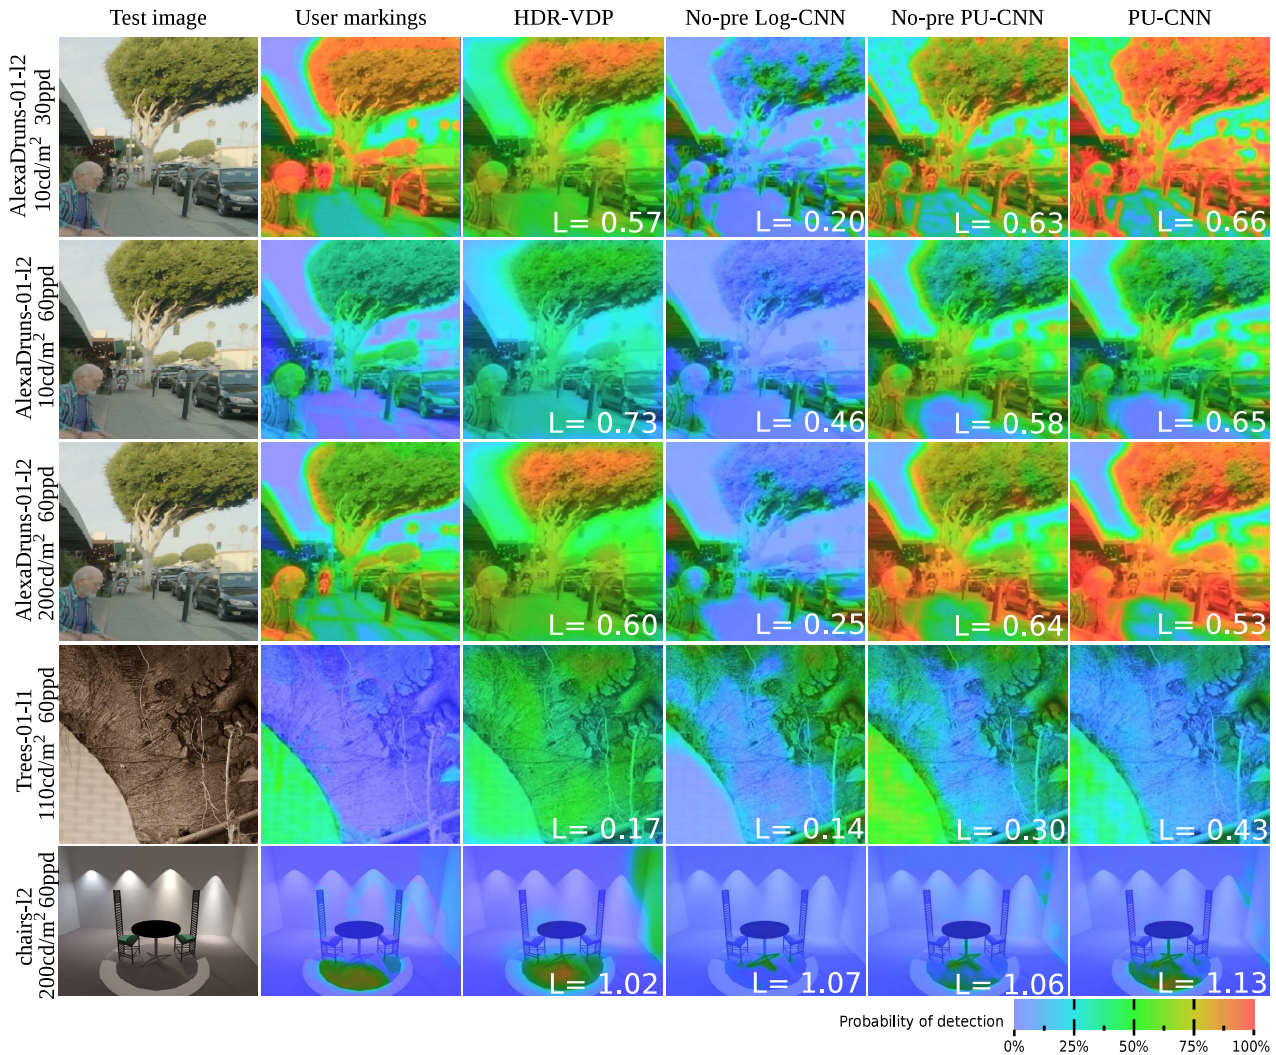 Test image User markings HDR-VDP No-pre Log-CNN No-pre PU-CNN PU-CNN
AlexaDruns-01-l2
10cd/m² 30ppd
L= 0.57 L= 0.20 L= 0.63 L= 0.66
AlexaDruns-01-l2
10cd/m² 60ppd
L= 0.73 L= 0.46 L= 0.58 L= 0.65
AlexaDruns-01-l2
200cd/m² 60ppd
L= 0.60 L= 0.25 L= 0.64 L= 0.53
Trees-01-l1
110cd/m² 60ppd
L= 0.17 L= 0.14 L= 0.30 L= 0.43
chairs-l2
200cd/m² 60ppd
L= 1.02 L= 1.07 L= 1.06 L= 1.13
Probability of detection
0% 25% 50% 75% 100%